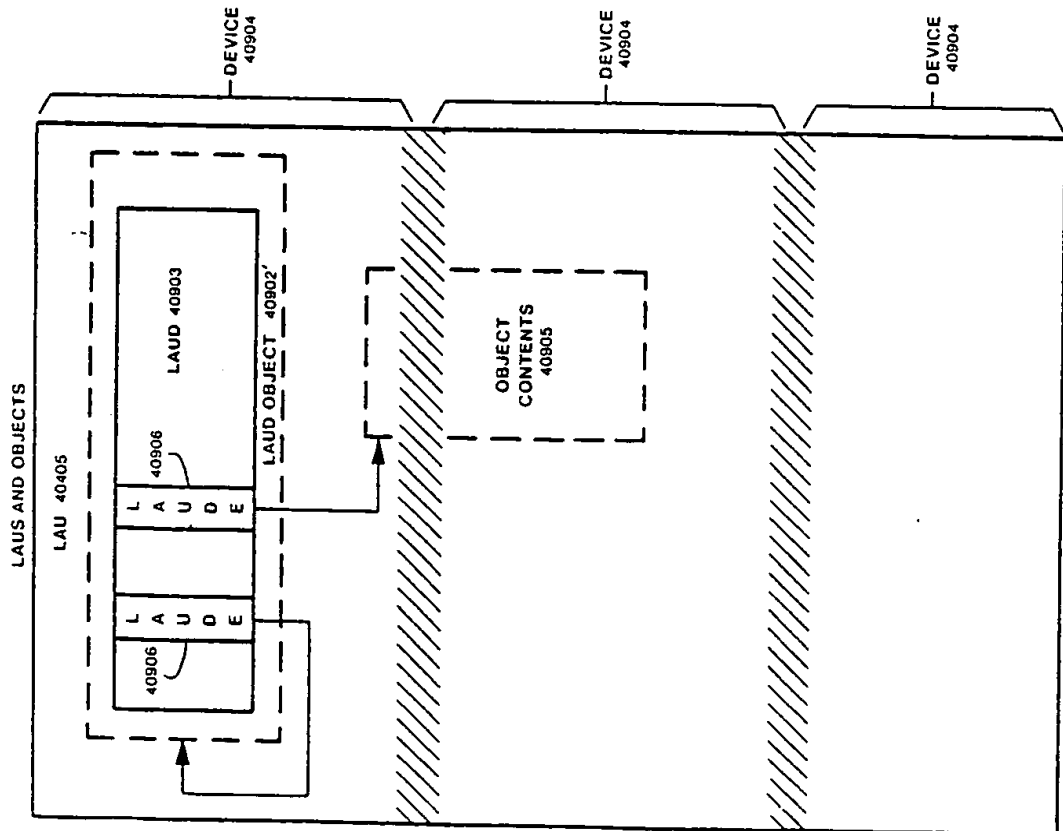 LAUS AND OBJECTS
LAU 40405
40906
40906
L A U D E
L A U D E
LAUD 40903
LAUD OBJECT 40902'
OBJECT
CONTENTS
40905
DEVICE
40904
DEVICE
40904
DEVICE
40904